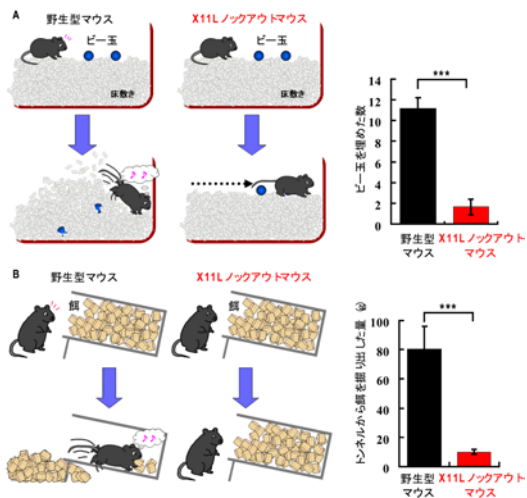 A
野生型マウス
ビー玉
床敷き
X11Lノックアウトマウス
ビー玉
床敷き
♪♪
ビー玉を埋めた数
12
10
8
6
4
2
0
***
野生型
マウス
X11Lノックアウト
マウス
B
野生型マウス
餌
X11Lノックアウトマウス
餌
♪♪
トンネルから餌を掘り出した量
100
80
60
40
20
0
***
野生型
マウス
X11Lノックアウト
マウス